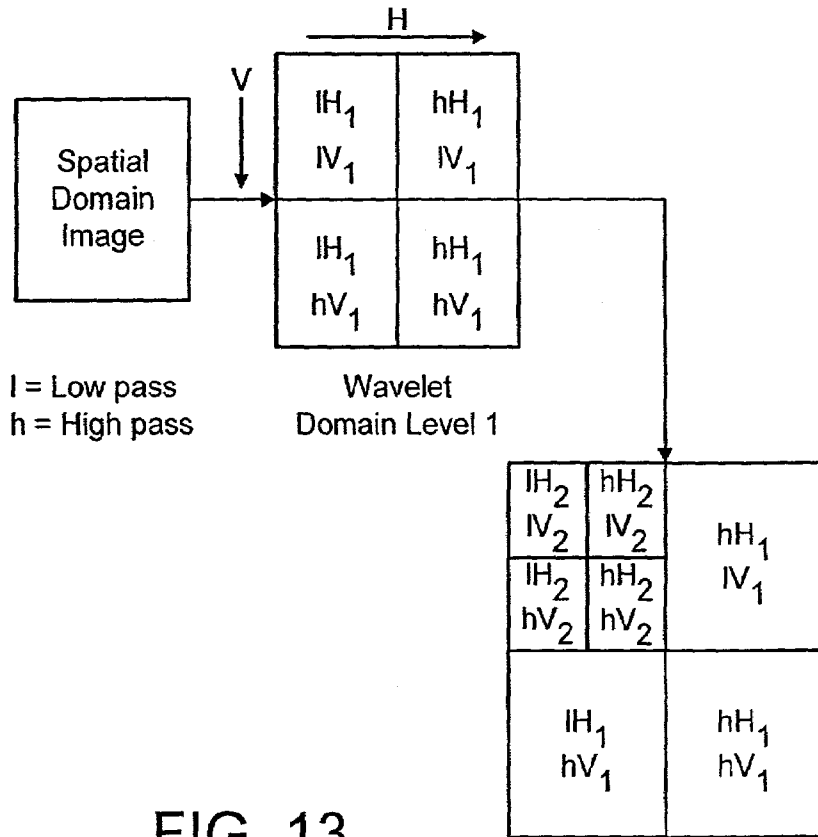 H
V
Spatial
Domain
Image
lH1 hH1
lV1 lV1
lH1 hH1
hV1 hV1
l = Low pass
h = High pass
Wavelet
Domain Level 1
lH2 hH2
lV2 lV2
hH1
lV1
lH2 hH2
hV2 hV2
lH1 hH1
hV1 hV1
FIG. 13